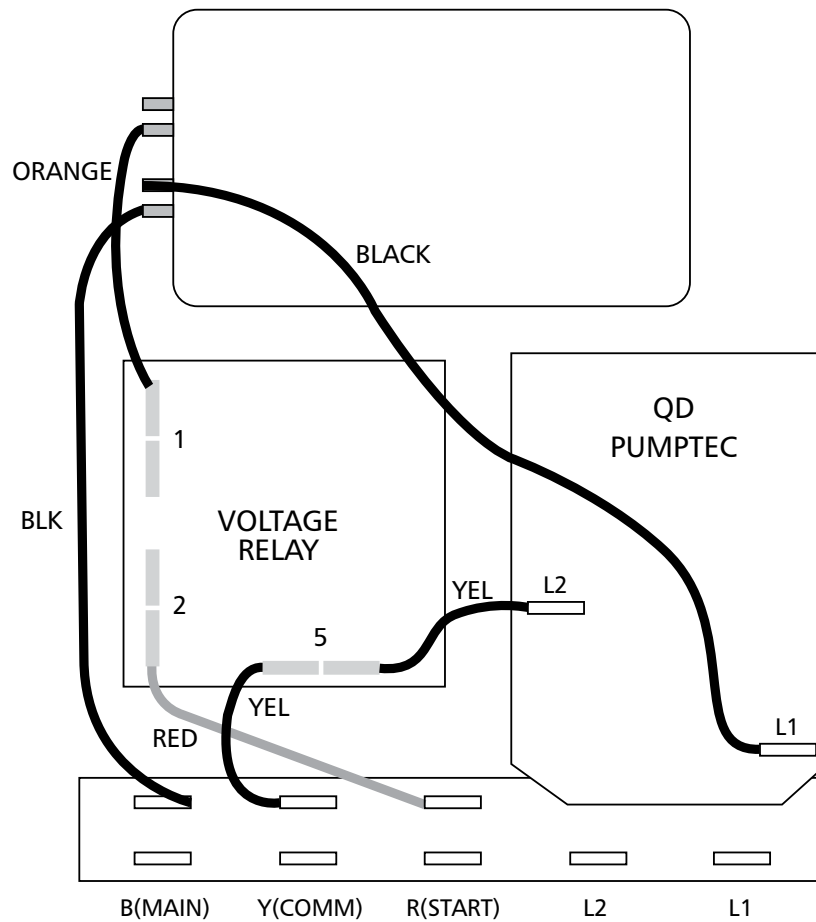 ORANGE
BLACK
QD
PUMPTEC
1
BLK
VOLTAGE
RELAY
YEL
L2
2
5
YEL
RED
L1
B(MAIN)
Y(COMM)
R(START)
L2
L1